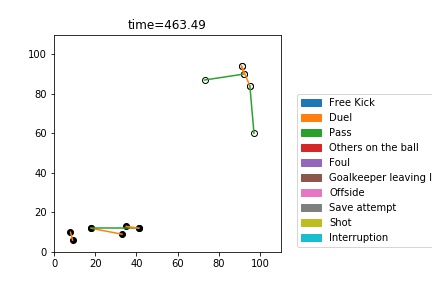 time=463.49
100
80
60
40
20
0
0 20 40 60 80 100
Free Kick
Duel
Pass
Others on the ball
Foul
Goalkeeper leaving l
Offside
Save attempt
Shot
Interruption